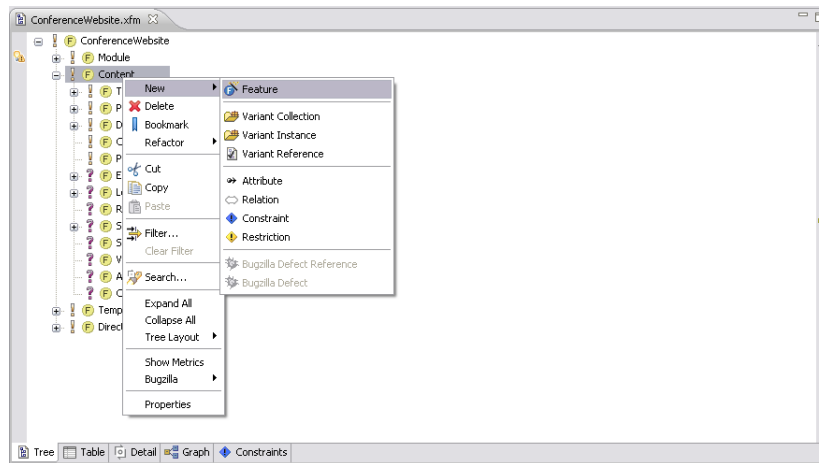 ConferenceWebsite.xfm
ConferenceWebsite
Module
Content
T
P
D
C
P
E
L
R
S
S
V
A
C
Temp
Direct
New
Delete
Bookmark
Refactor
Cut
Copy
Paste
Filter...
Clear Filter
Search...
Expand All
Collapse All
Tree Layout
Show Metrics
Bugzilla
Properties
Feature
Variant Collection
Variant Instance
Variant Reference
Attribute
Relation
Constraint
Restriction
Bugzilla Defect Reference
Bugzilla Defect
Tree Table Detail Graph Constraints